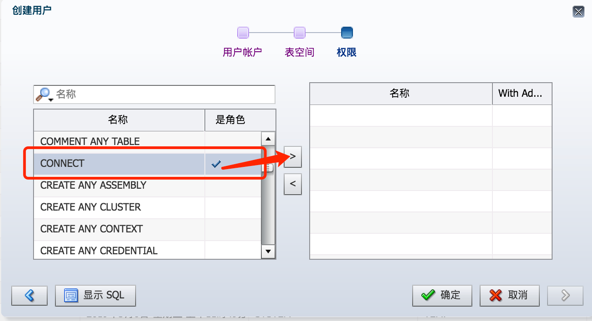 创建用户
用户帐户 表空间 权限
名称
名称 是角色
COMMENT ANY TABLE
CONNECT
CREATE ANY ASSEMBLY
CREATE ANY CLUSTER
CREATE ANY CONTEXT
CREATE ANY CREDENTIAL
>
<
名称 With Ad...
显示 SQL 确定 取消